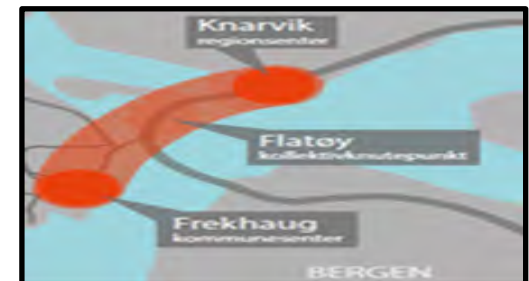 Knarvik
regionsenter
Flatøy
kollektivknutepunkt
Frekhaug
kommunesenter
BERGEN